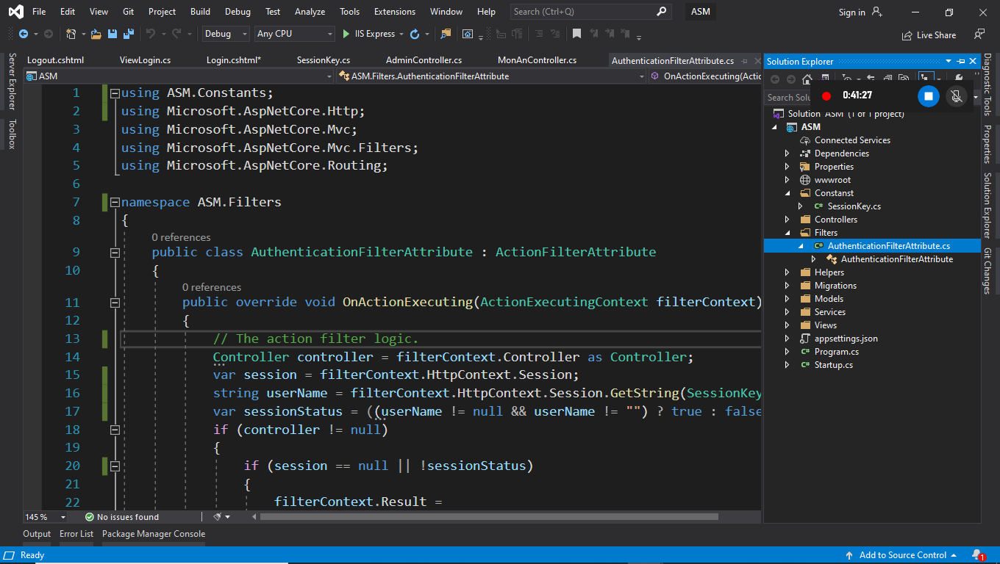 File Edit View Git Project Build Debug Test Analyze Tools Extensions Window Help Search (Ctrl+Q) ASM Sign in
Debug Any CPU IIS Express Live Share
Logout.cshtml ViewLogin.cs Login.cshtml* SessionKey.cs AdminController.cs MonAnController.cs AuthenticationFilterAttribute.cs
ASM ASM.Filters.AuthenticationFilterAttribute OnActionExecuting(Actio
Server Explorer
Toolbox
1 using ASM.Constants;
2 using Microsoft.AspNetCore.Http;
3 using Microsoft.AspNetCore.Mvc;
4 using Microsoft.AspNetCore.Mvc.Filters;
5 using Microsoft.AspNetCore.Routing;
6
7 namespace ASM.Filters
8 {
0 references
9 public class AuthenticationFilterAttribute : ActionFilterAttribute
10 {
0 references
11 public override void OnActionExecuting(ActionExecutingContext filterContext)
12 {
13 // The action filter logic.
14 Controller controller = filterContext.Controller as Controller;
15 var session = filterContext.HttpContext.Session;
16 string userName = filterContext.HttpContext.Session.GetString(SessionKey
17 var sessionStatus = ((userName != null && userName != "") ? true : false
18 if (controller != null)
19 {
20 if (session == null || !sessionStatus)
21 {
22 filterContext.Result =
145 % No issues found
Solution Explorer
Search Solu
0:41:27
Solution 'ASM' (1 of 1 project)
ASM
Connected Services
Dependencies
Properties
wwwroot
Constanst
C# SessionKey.cs
Controllers
Filters
C# AuthenticationFilterAttribute.cs
AuthenticationFilterAttribute
Helpers
Migrations
Models
Services
Views
appsettings.json
C# Program.cs
C# Startup.cs
Diagnostic Tools
Properties
Solution Explorer
Git Changes
Output Error List Package Manager Console
Ready Add to Source Control 1